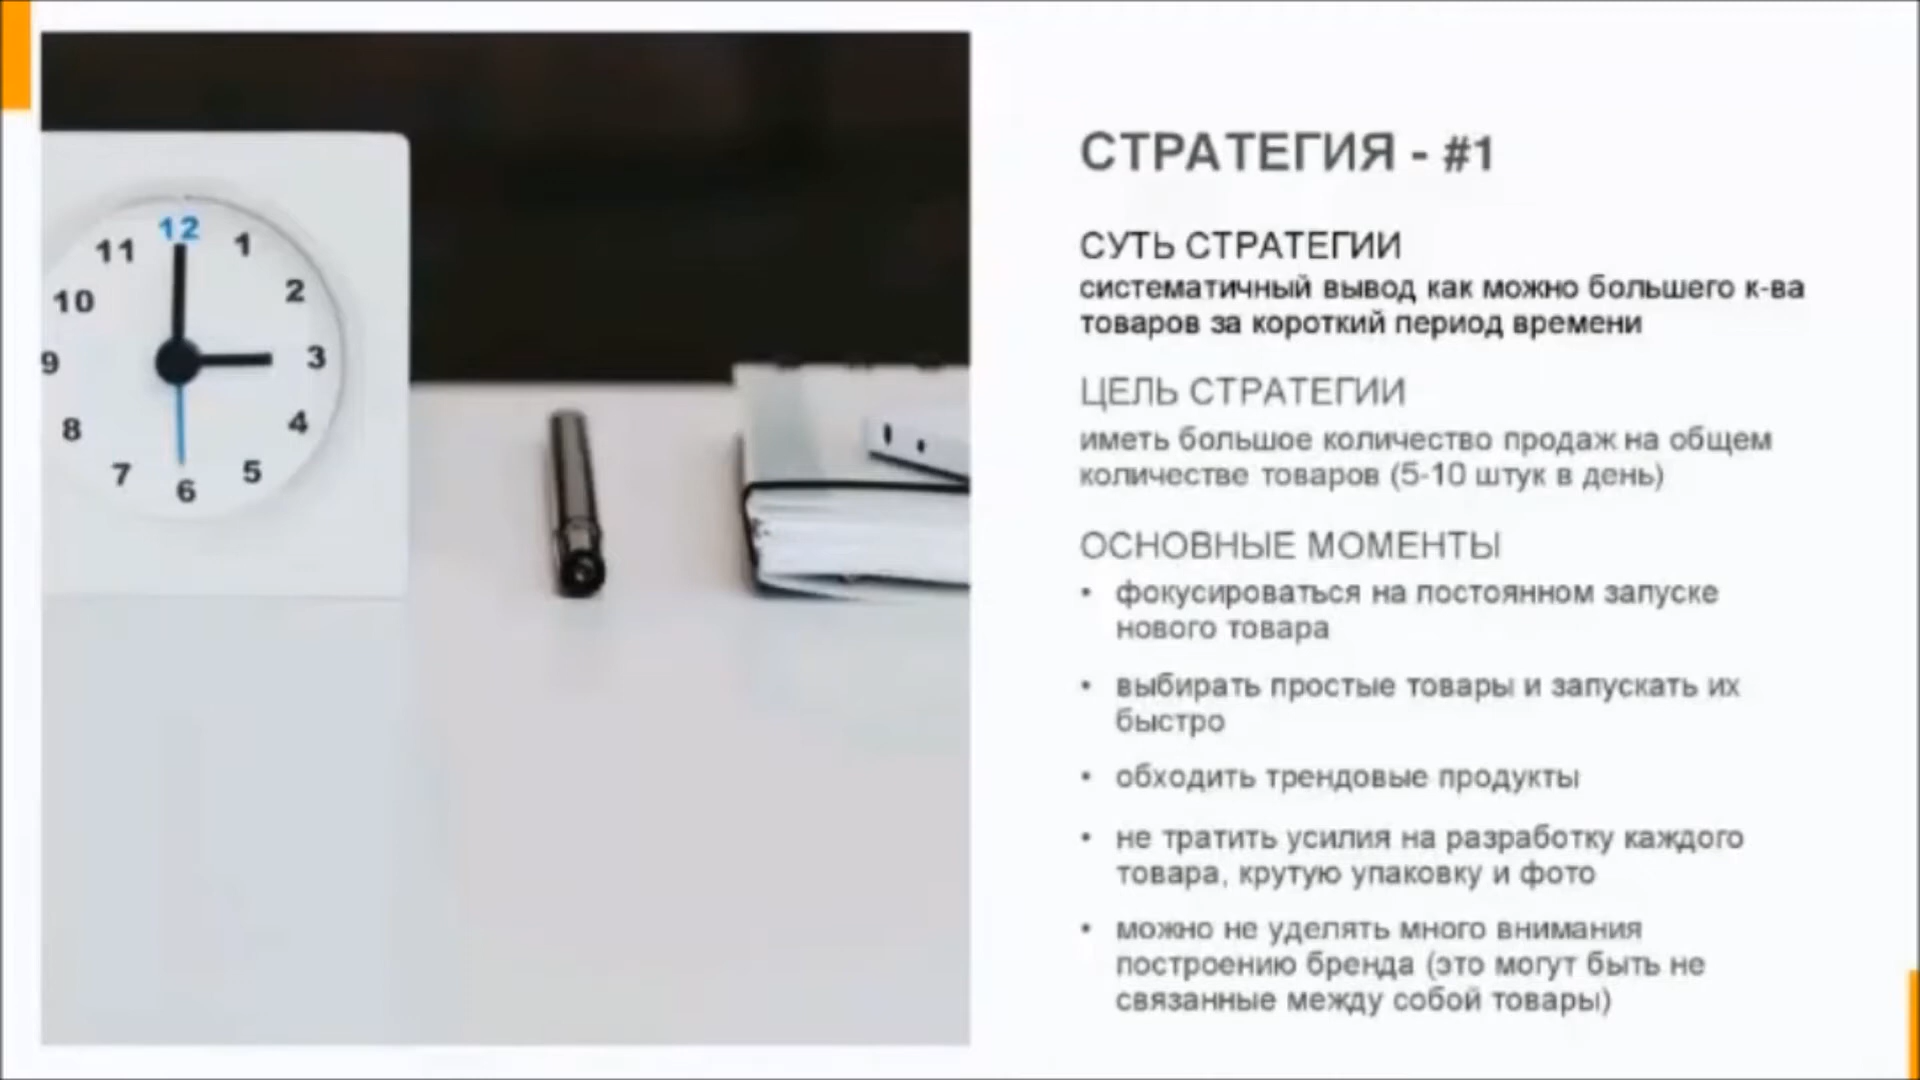 12
11
1
10
2
9
3
8
4
7
5
6
СТРАТЕГИЯ - #1
СУТЬ СТРАТЕГИИ
систематичный вывод как можно большего к-ва
товаров за короткий период времени
ЦЕЛЬ СТРАТЕГИИ
иметь большое количество продаж на общем
количестве товаров (5-10 штук в день)
ОСНОВНЫЕ МОМЕНТЫ
• фокусироваться на постоянном запуске
нового товара
• выбирать простые товары и запускать их
быстро
• обходить трендовые продукты
• не тратить усилия на разработку каждого
товара, крутую упаковку и фото
• можно не уделять много внимания
построению бренда (это могут быть не
связанные между собой товары)